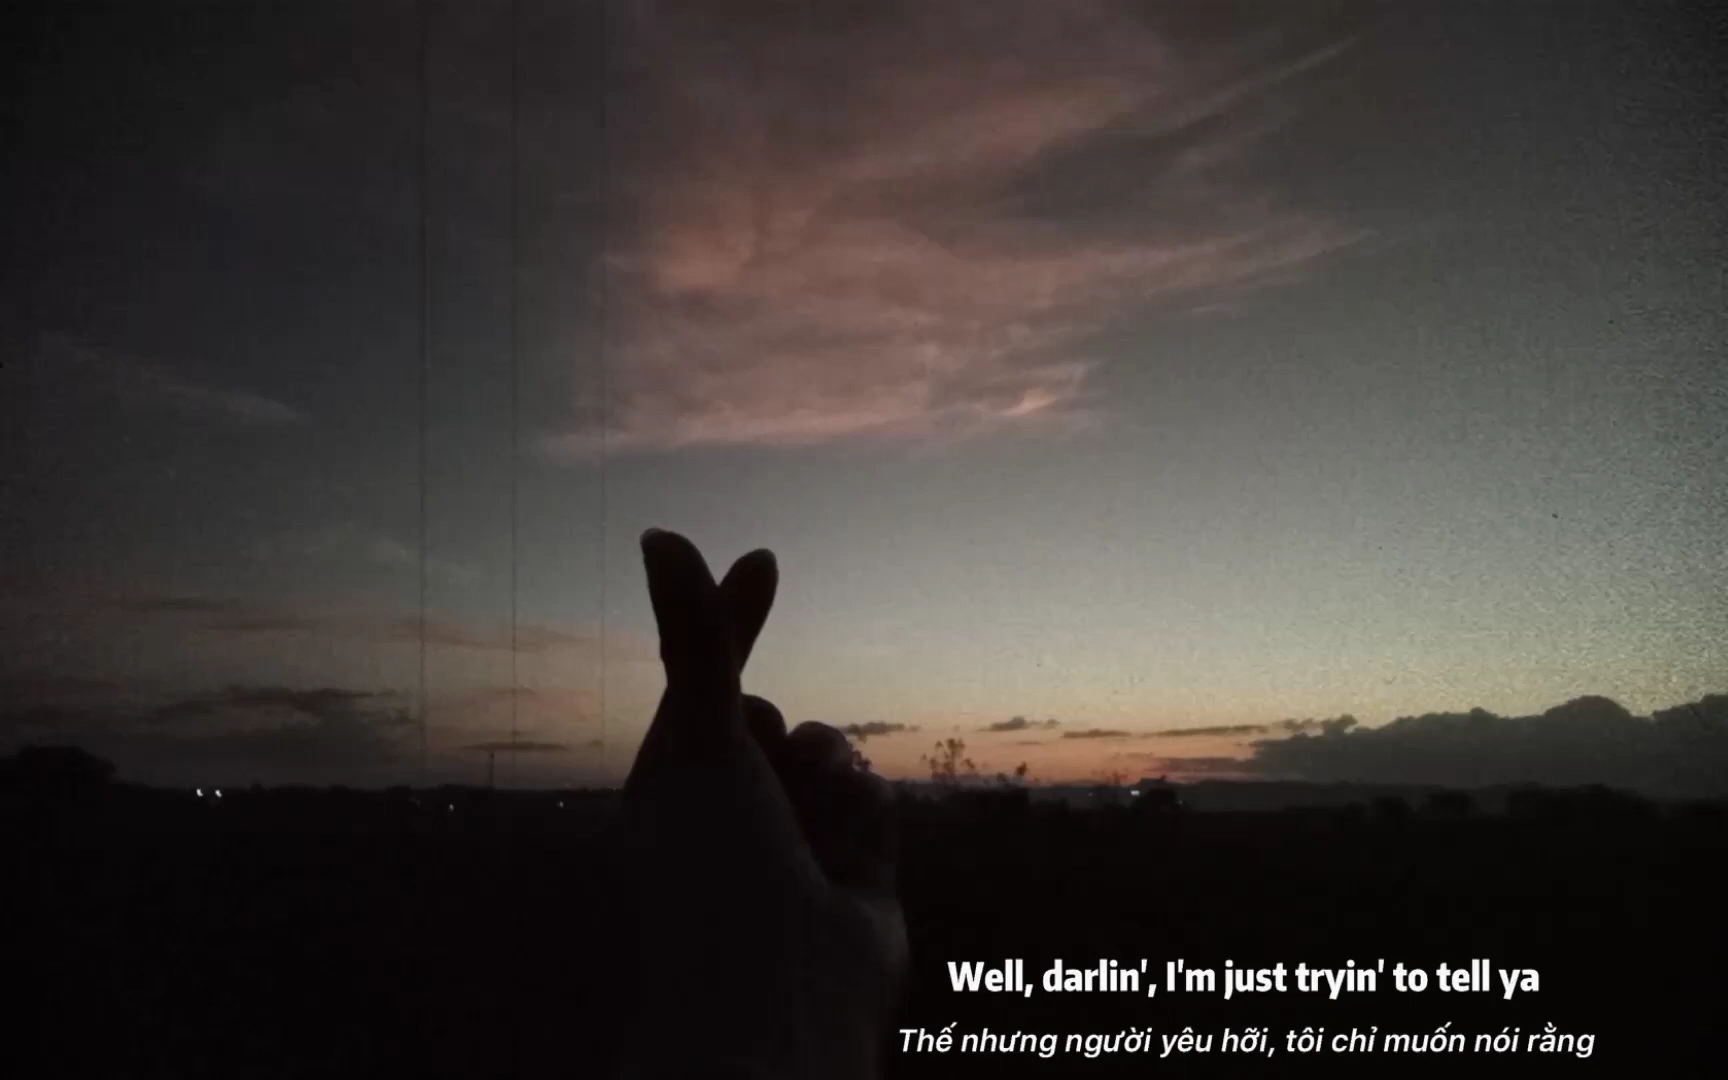 Well, darlin', I'm just tryin' to tell ya
Thế nhưng người yêu hỡi, tôi chỉ muốn nói rằng